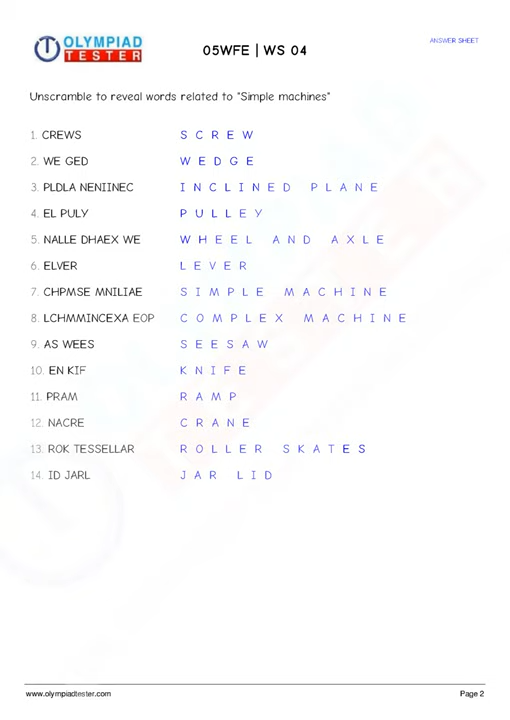 OLYMPIAD
TESTER
05WFE | WS 04
ANSWER SHEET
Unscramble to reveal words related to "Simple machines"
1. CREWS S C R E W
2. WE GED W E D G E
3. PLDLA NENIINEC I N C L I N E D P L A N E
4. EL PULY P U L L E Y
5. NALLE DHAEX WE W H E E L A N D A X L E
6. ELVER L E V E R
7. CHPMSE MNILIAE S I M P L E M A C H I N E
8. LCHMMINCEXA EOP C O M P L E X M A C H I N E
9. AS WEES S E E S A W
10. EN KIF K N I F E
11. PRAM R A M P
12. NACRE C R A N E
13. ROK TESSELLAR R O L L E R S K A T E S
14. ID JARL J A R L I D
www.olympiadtester.com Page 2